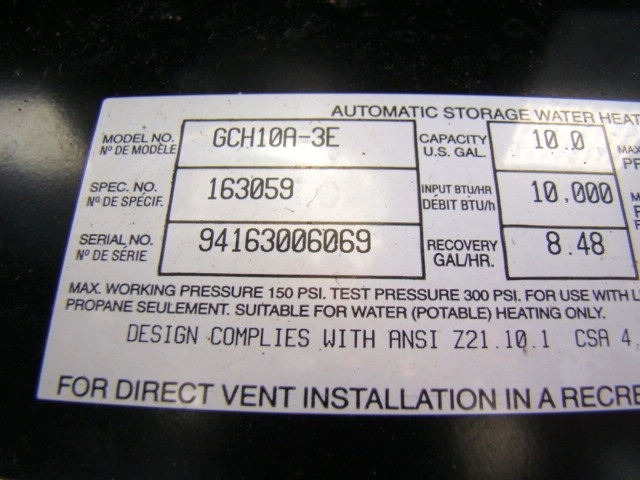 AUTOMATIC STORAGE WATER
MODEL NO. GCH10A-3E CAPACITY 10.0
Nº DE MODÈLE U.S. GAL.
SPEC. NO. 163059 INPUT BTU/HR 10,000
Nº DE SPÉCIF. DÉBIT BTU/h
SERIAL NO. 94163006069 RECOVERY 8.48
Nº DE SÉRIE GAL/HR.
MAX. WORKING PRESSURE 150 PSI. TEST PRESSURE 300 PSI. FOR USE WITH
PROPANE SEULEMENT. SUITABLE FOR WATER (POTABLE) HEATING ONLY.
DESIGN COMPLIES WITH ANSI Z21.10.1 CSA 4.
FOR DIRECT VENT INSTALLATION IN A